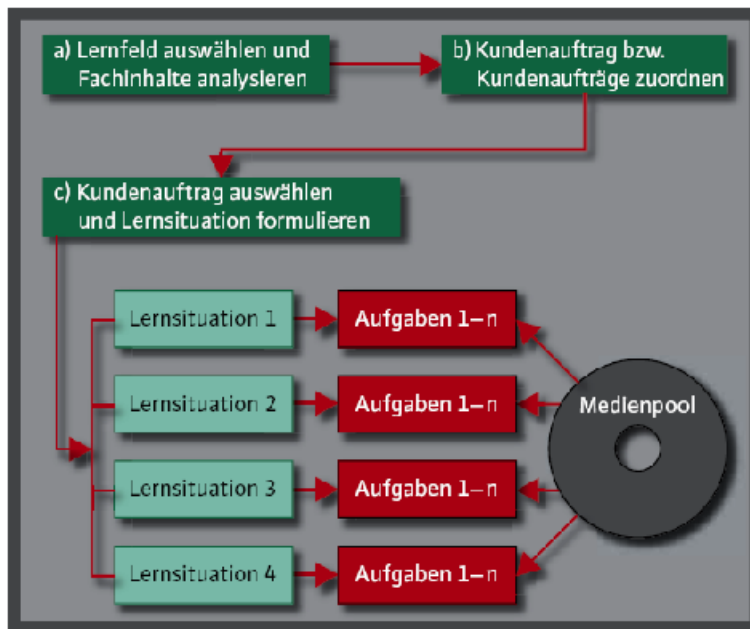 a) Lernfeld auswählen und
Fachinhalte analysieren
b) Kundenauftrag bzw.
Kundenaufträge zuordnen
c) Kundenauftrag auswählen
und Lernsituation formulieren
Lernsituation 1
Aufgaben 1–n
Lernsituation 2
Aufgaben 1–n
Medienpool
Lernsituation 3
Aufgaben 1–n
Lernsituation 4
Aufgaben 1–n